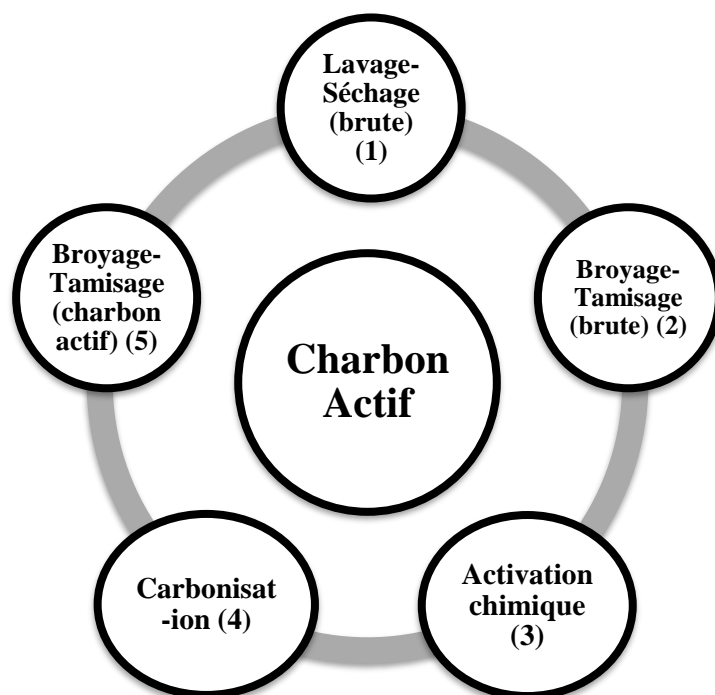 Lavage-
Séchage
(brute)
(1)
Broyage-
Tamisage
(brute) (2)
Activation
chimique
(3)
Carbonisat
-ion (4)
Broyage-
Tamisage
(charbon
actif) (5)
Charbon
Actif